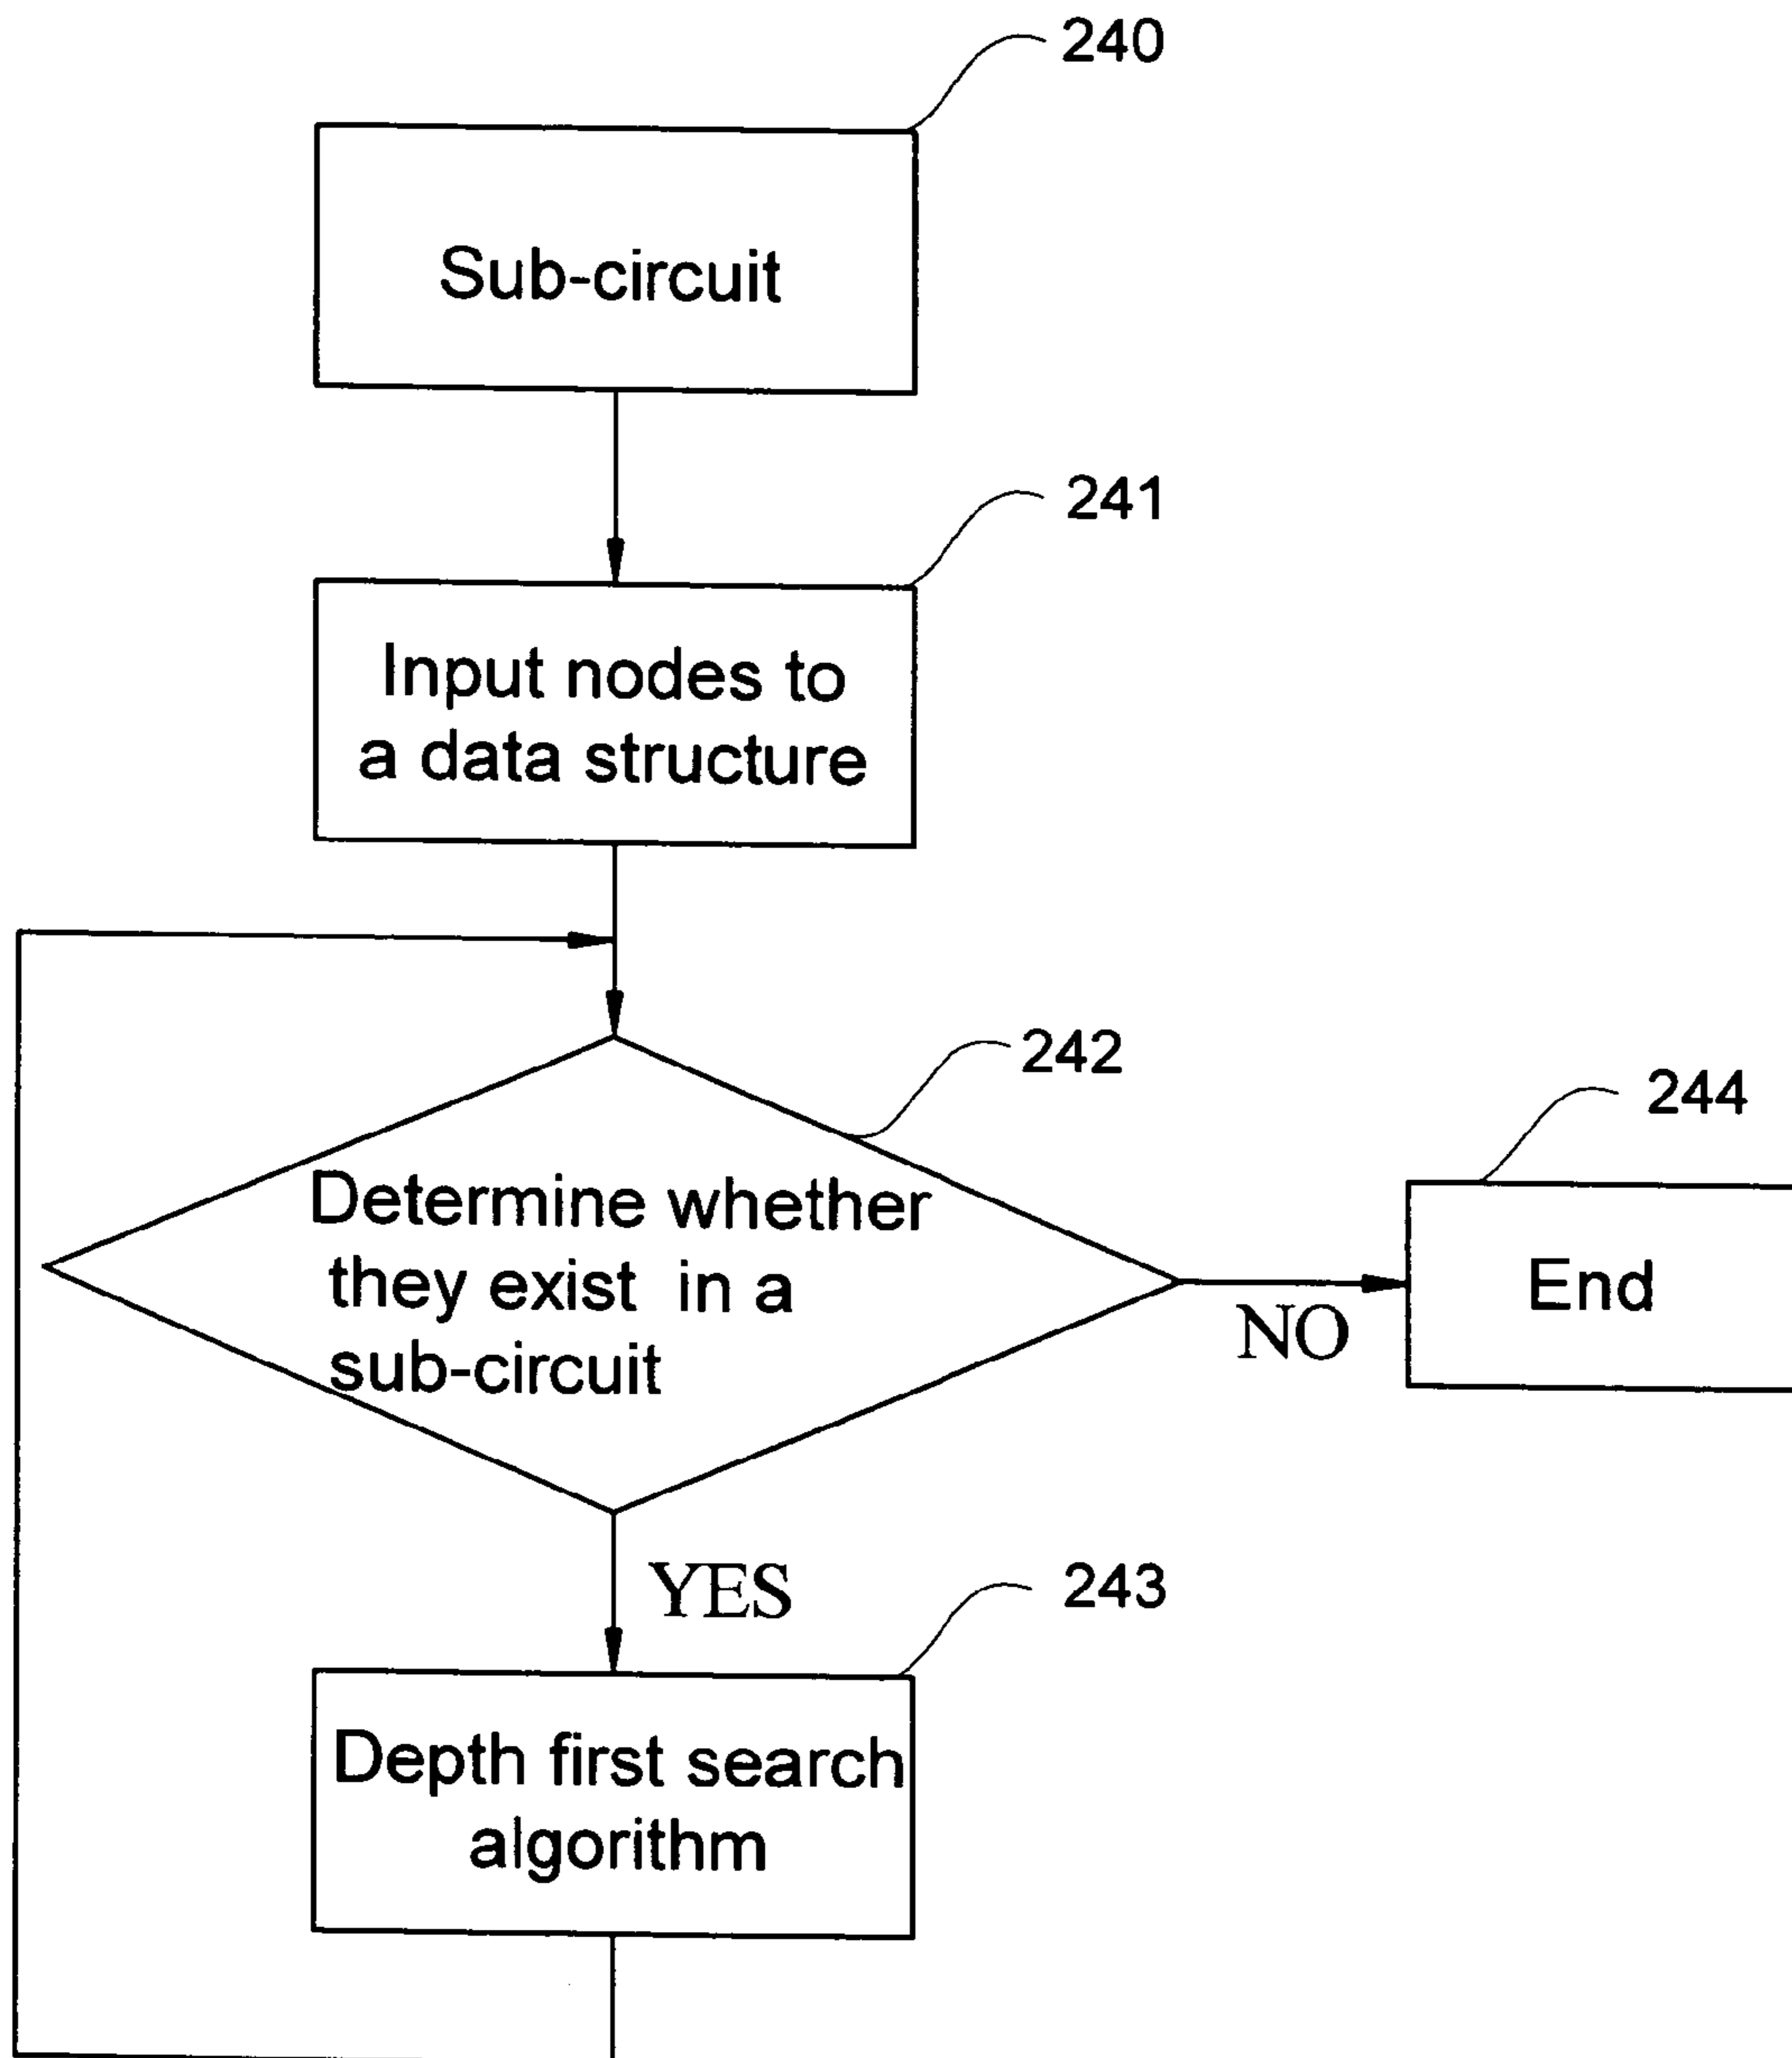 240
Sub-circuit
241
Input nodes to
a data structure
242
Determine whether
they exist in a
sub-circuit
244
End
NO
YES
243
Depth first search
algorithm